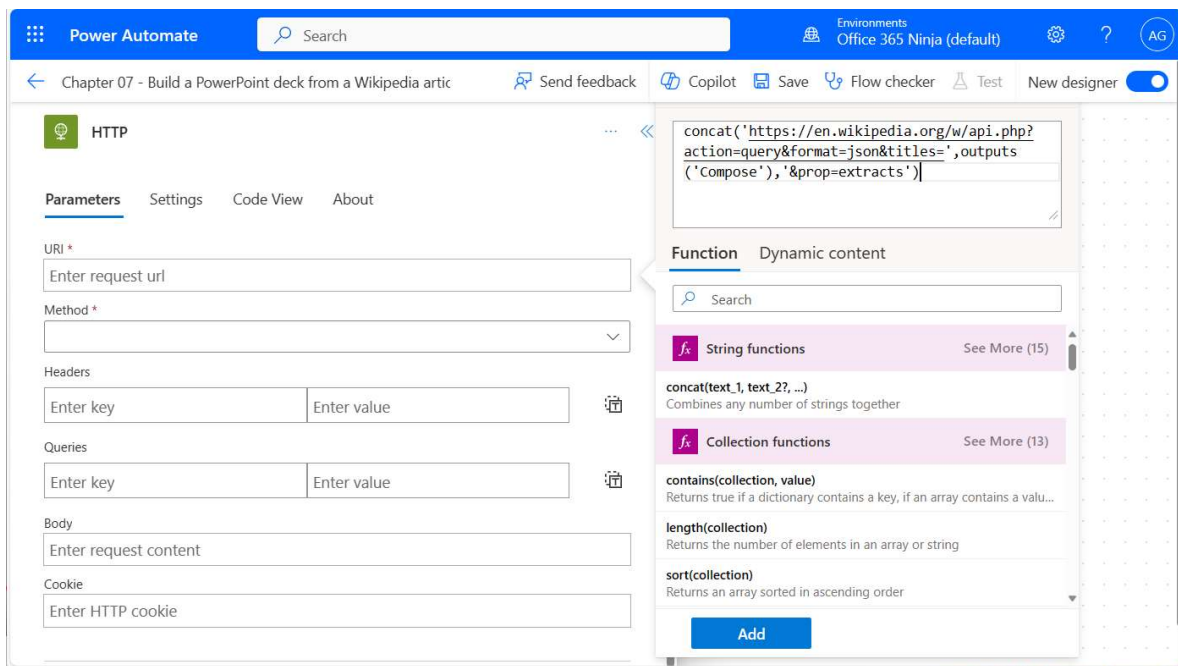 Power Automate
Search
Environments
Office 365 Ninja (default)
?
AG
Chapter 07 - Build a PowerPoint deck from a Wikipedia artic
Send feedback
Copilot
Save
Flow checker
Test
New designer
HTTP
Parameters
Settings
Code View
About
URI *
Enter request url
Method *
Headers
Enter key
Enter value
Queries
Enter key
Enter value
Body
Enter request content
Cookie
Enter HTTP cookie
concat('https://en.wikipedia.org/w/api.php?
action=query&format=json&titles=',outputs
('Compose'),'&prop=extracts')
Function
Dynamic content
Search
fx String functions See More (15)
concat(text_1, text_2?, ...)
Combines any number of strings together
fx Collection functions See More (13)
contains(collection, value)
Returns true if a dictionary contains a key, if an array contains a valu...
length(collection)
Returns the number of elements in an array or string
sort(collection)
Returns an array sorted in ascending order
Add